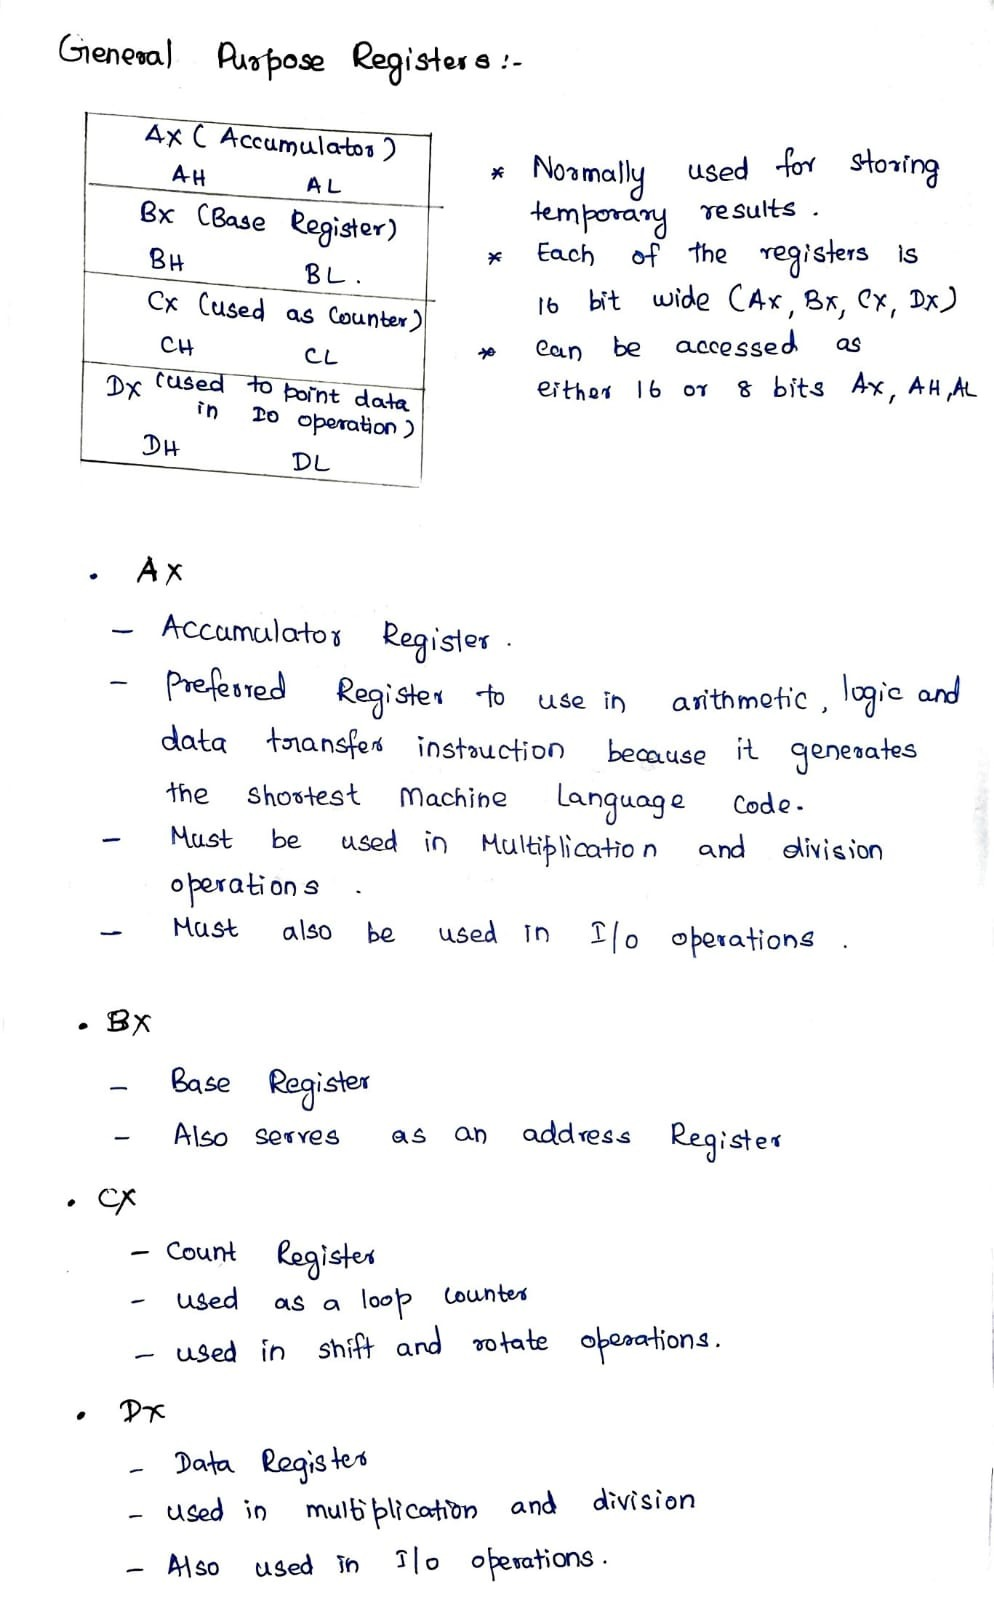 General Purpose Registers :-
AX ( Accumulator )
AH AL
BX (Base Register)
BH BL .
CX (used as Counter)
CH CL
DX (used to point data
in IO operation )
DH DL
* Normally used for storing
temporary results .
* Each of the registers is
16 bit wide (AX, BX, CX, DX)
* Can be accessed as
either 16 or 8 bits AX, AH, AL
• AX
- Accumulator Register .
- Preferred Register to use in arithmetic, logic and
data transfer instruction because it generates
the shortest Machine Language code.
- Must be used in Multiplication and division
operations .
- Must also be used in I/o operations .
• BX
- Base Register
- Also serves as an address Register
• CX
- Count Register
- used as a loop counter
- used in shift and rotate operations.
• DX
- Data Register
- used in multiplication and division
- Also used in I/o operations .